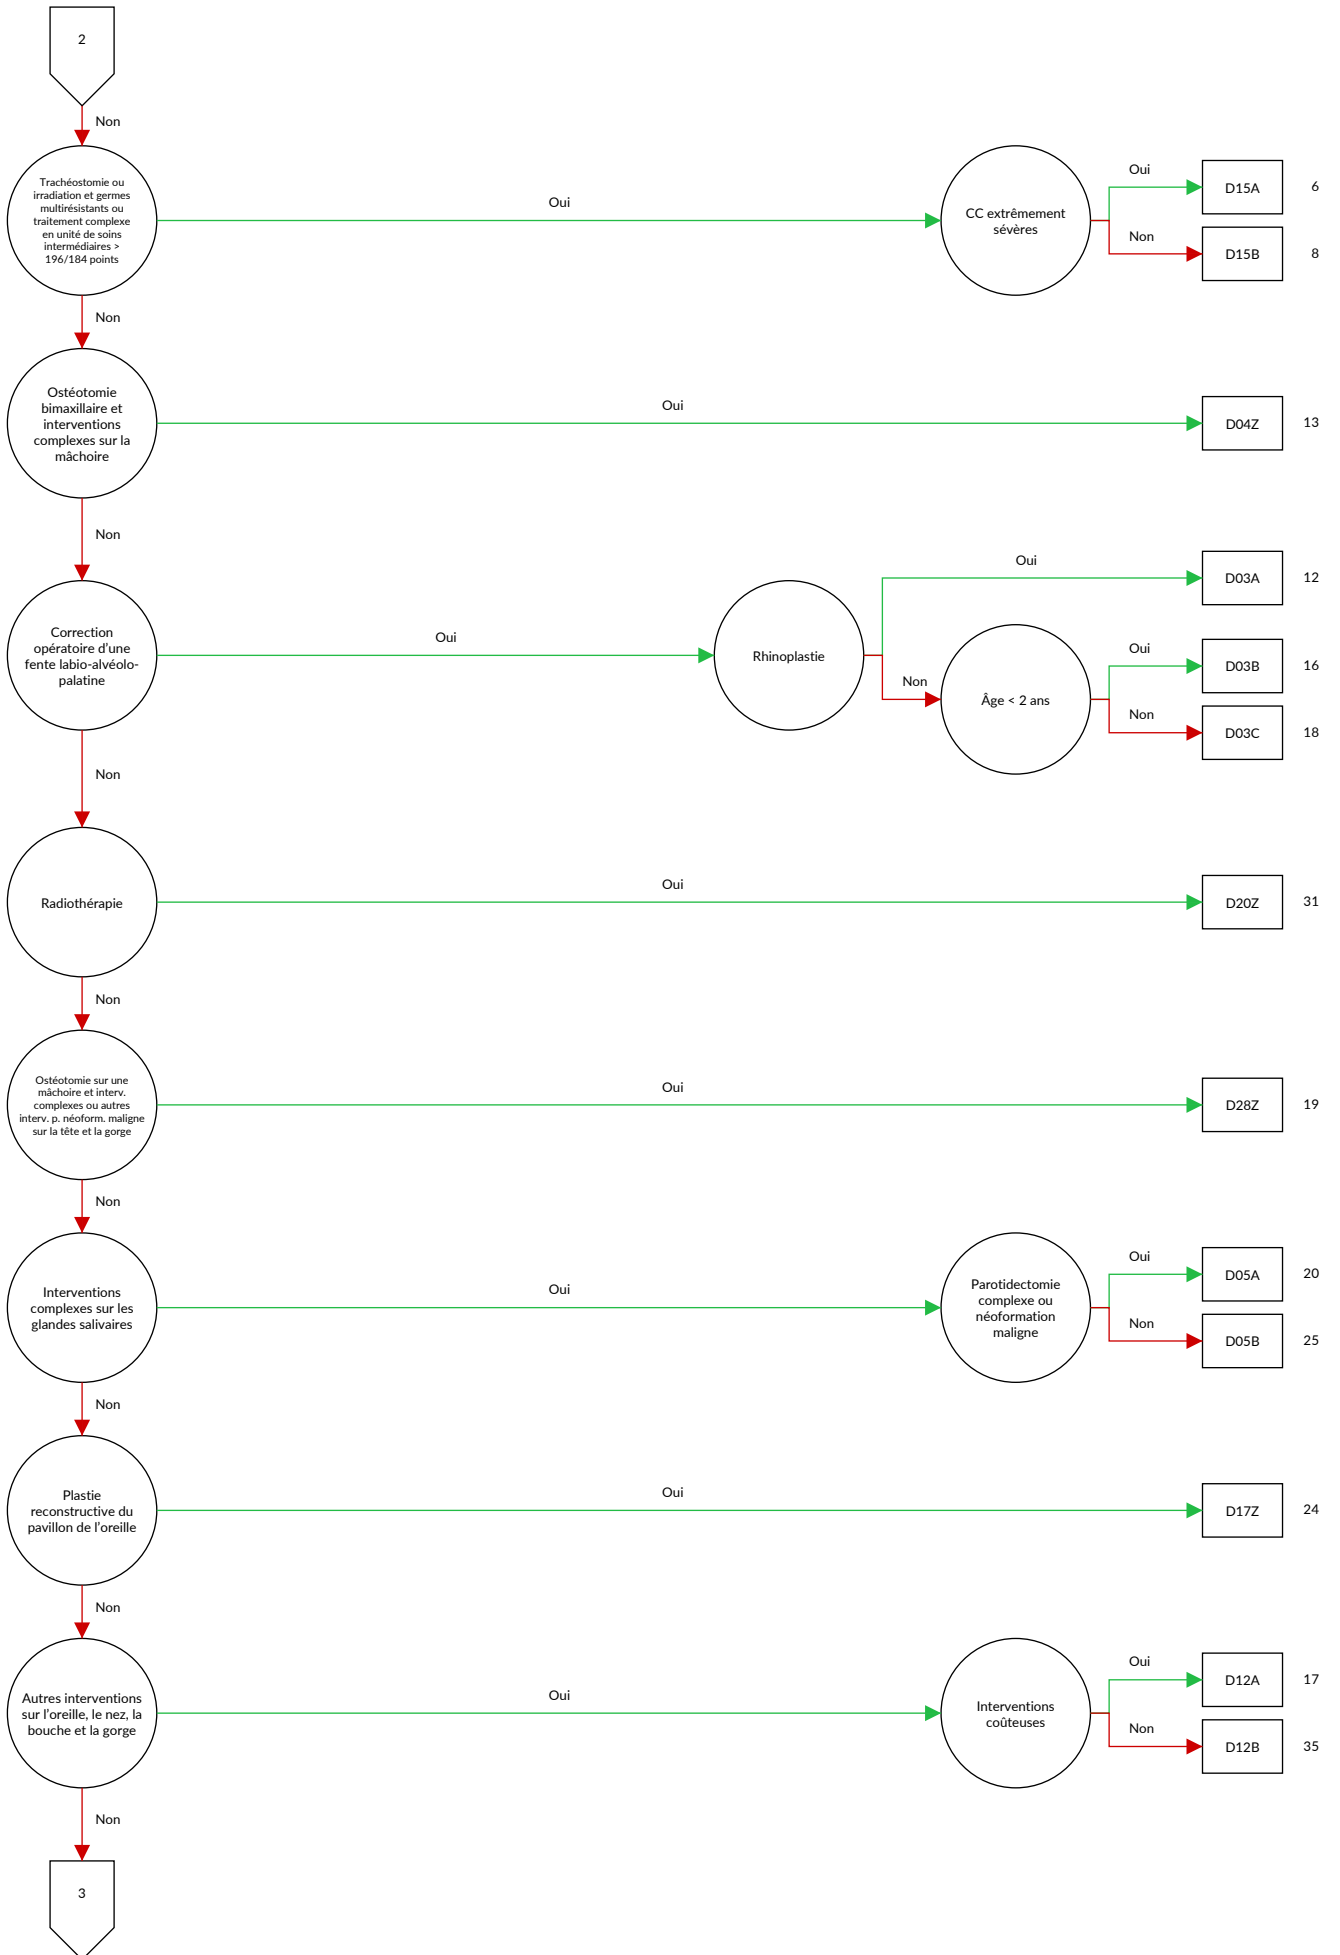 2
Non
Trachéostomie ou
irradiation et germes
multirésistants ou
traitement complexe
en unité de soins
intermédiaires >
196/184 points
Oui
CC extrêmement
sévères
Oui
D15A
6
Non
D15B
8
Non
Ostéotomie
bimaxillaire et
interventions
complexes sur la
mâchoire
Oui
D04Z
13
Non
Correction
opératoire d'une
fente labio-alvéolo-
palatine
Oui
Rhinoplastie
Oui
D03A
12
Non
Âge < 2 ans
Oui
D03B
16
Non
D03C
18
Non
Radiothérapie
Oui
D20Z
31
Non
Ostéotomie sur une
mâchoire et interv.
complexes ou autres
interv. p. néoform. maligne
sur la tête et la gorge
Oui
D28Z
19
Non
Interventions
complexes sur les
glandes salivaires
Oui
Parotidectomie
complexe ou
néoformation
maligne
Oui
D05A
20
Non
D05B
25
Non
Plastie
reconstructive du
pavillon de l'oreille
Oui
D17Z
24
Non
Autres interventions
sur l'oreille, le nez, la
bouche et la gorge
Oui
Interventions
coûteuses
Oui
D12A
17
Non
D12B
35
Non
3